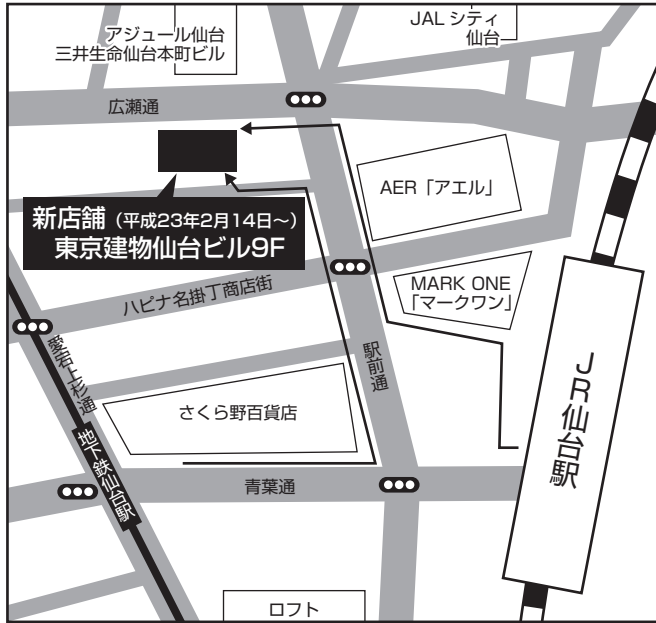 アジュール仙台
三井生命仙台本町ビル
JALシティ
仙台
広瀬通
AER「アエル」
新店舗（平成23年2月14日～）
東京建物仙台ビル9F
MARK ONE
「マークワン」
ハピナ名掛丁商店街
駅前通
愛宕上杉通
さくら野百貨店
JR仙台駅
地下鉄仙台駅
青葉通
ロフト